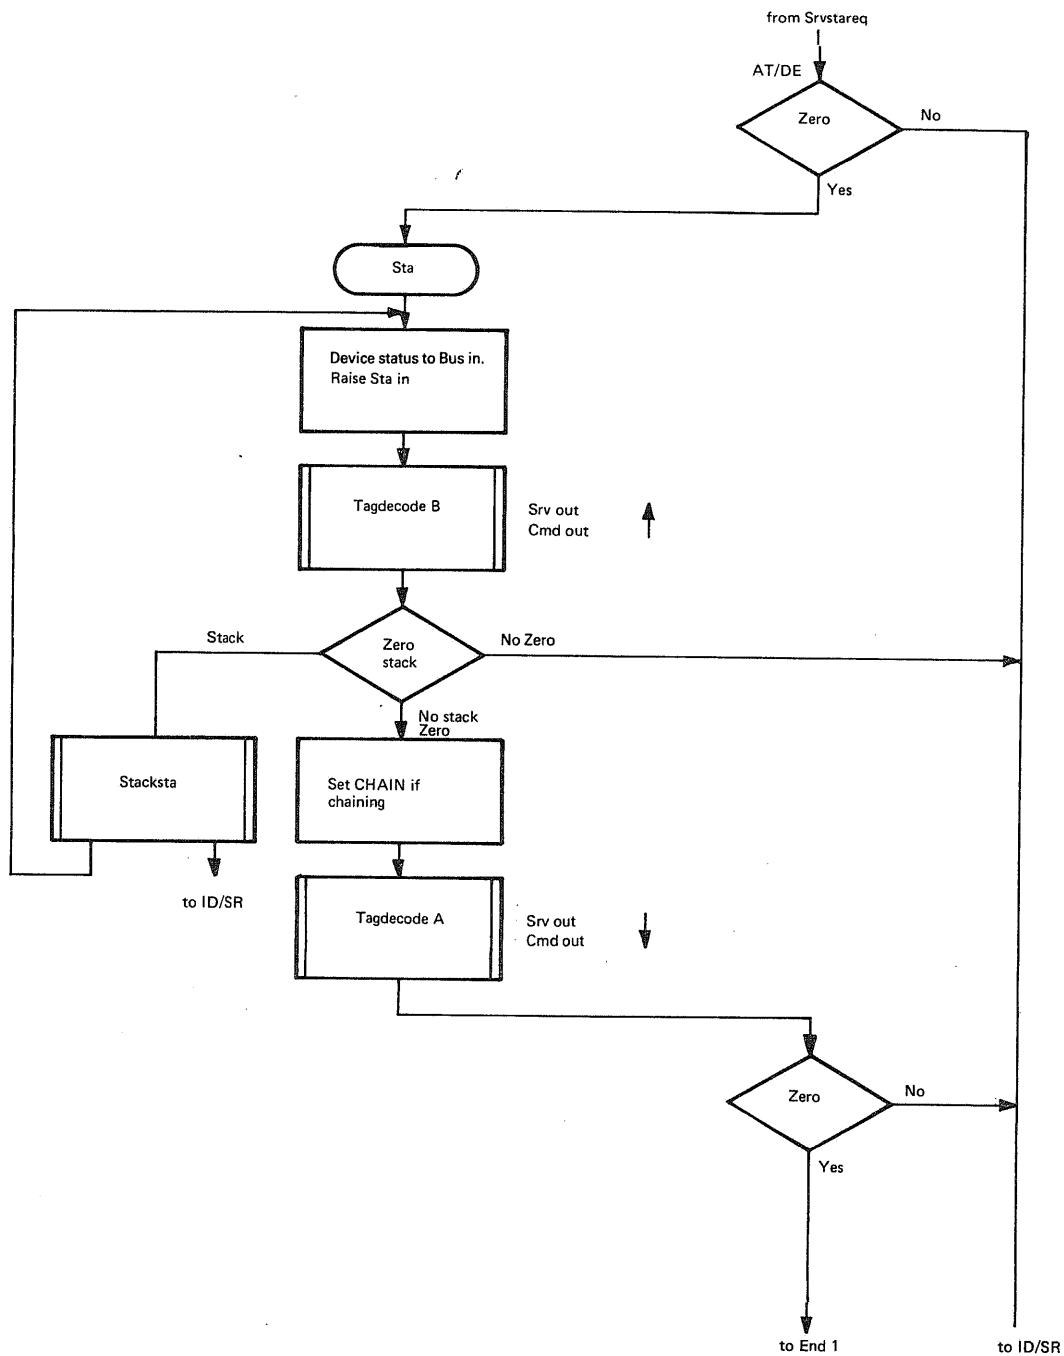 from Srvstareq
AT/DE
Zero
No
Yes
Sta
Device status to Bus in.
Raise Sta in
Tagdecode B
Srv out
Cmd out
Stack
Zero
stack
No Zero
No stack
Zero
Stacksta
Set CHAIN if
chaining
to ID/SR
Tagdecode A
Srv out
Cmd out
Zero
No
Yes
to End 1
to ID/SR